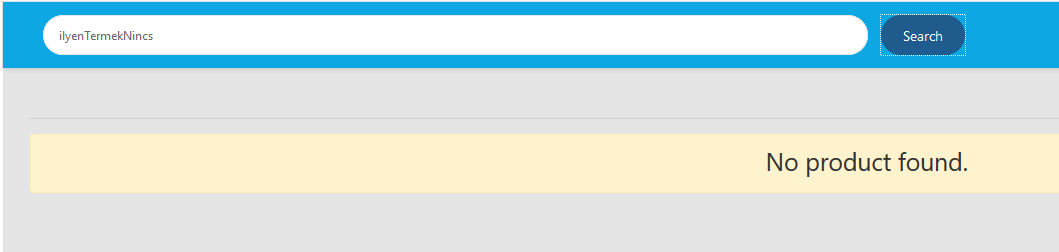 ilyenTermekNincs
Search
No product found.